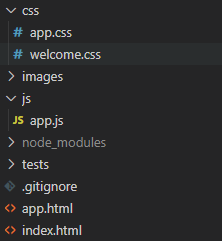 css
# app.css
# welcome.css
images
js
JS app.js
node_modules
tests
.gitignore
<> app.html
<> index.html